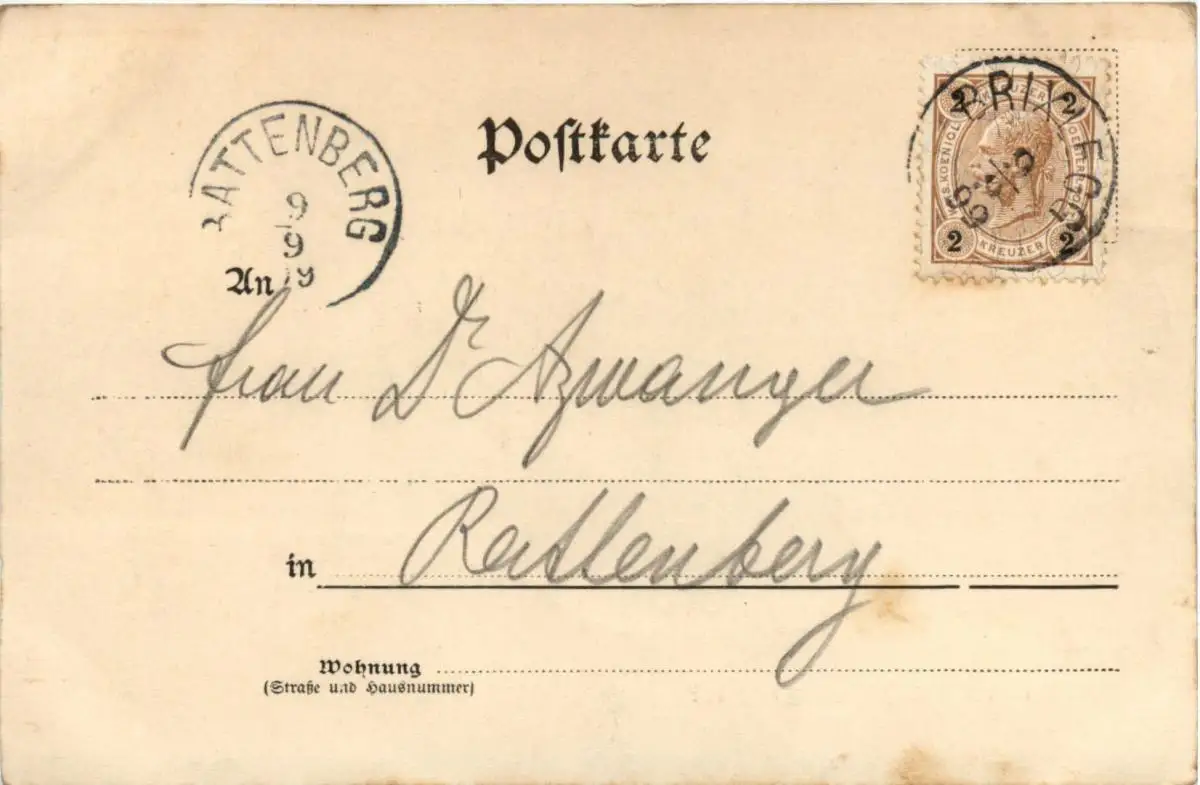 Postkarte
BRIXLEGG
RATTENBERG
9
9
9
2 2
KREUZER
2 2
An
Frau Dr Azwanger
in Rattenberg
Wohnung
(Straße und Hausnummer)